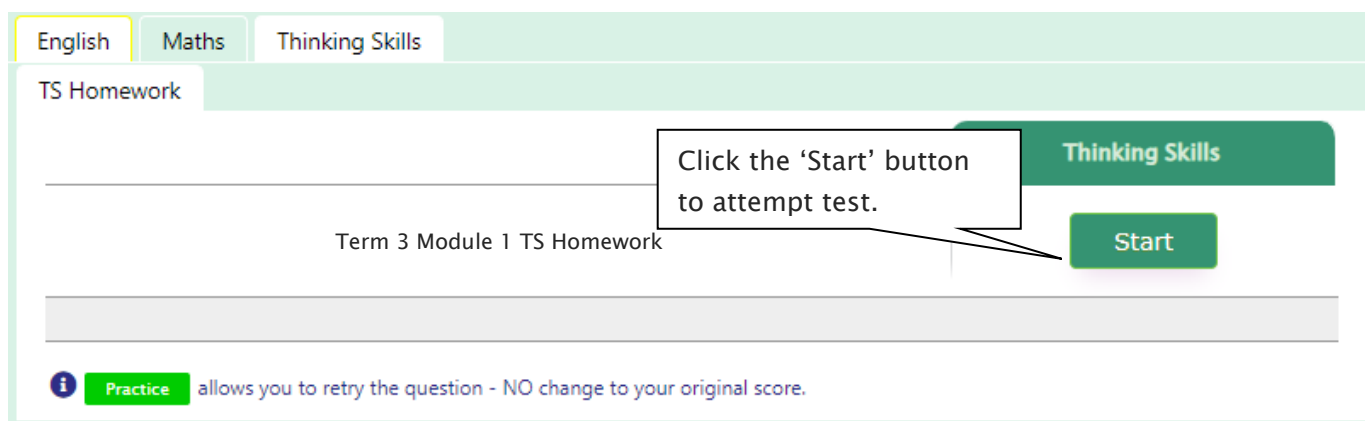 English Maths Thinking Skills
TS Homework
Click the ‘Start’ button
to attempt test.
Thinking Skills
Term 3 Module 1 TS Homework
Start
i Practice allows you to retry the question - NO change to your original score.